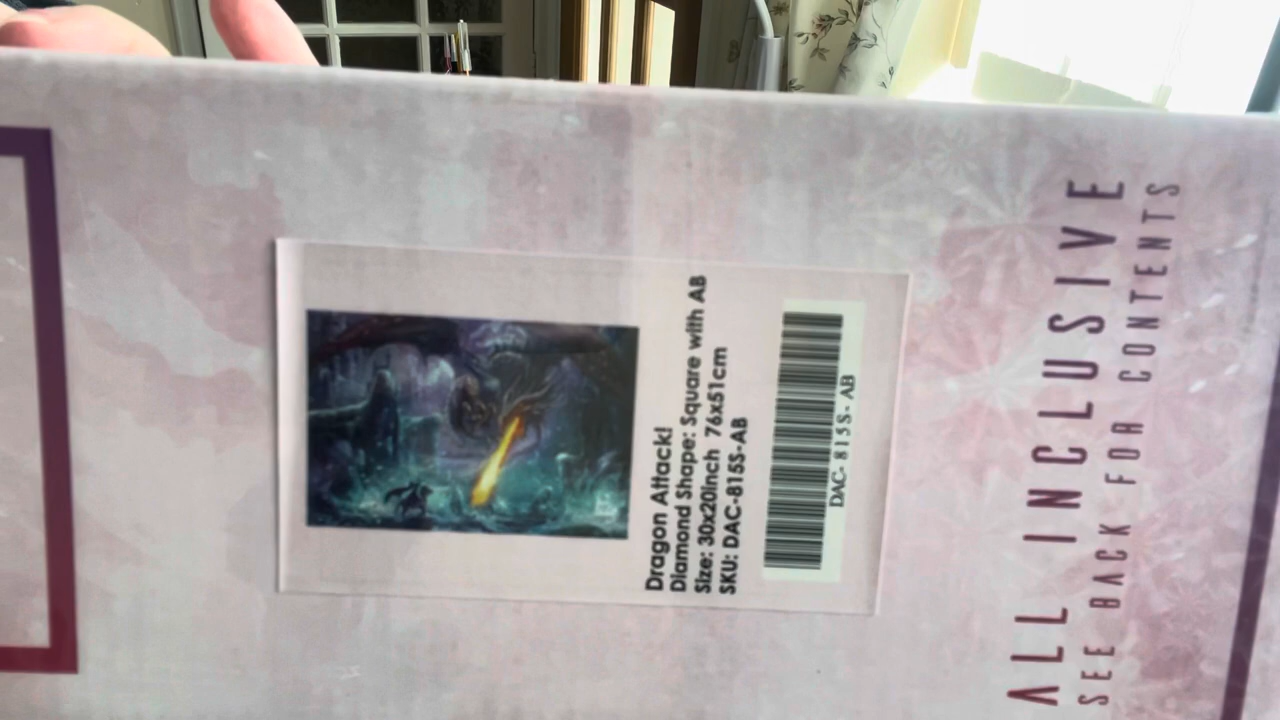 Dragon Attack!
Diamond Shape: Square with AB
Size: 30x20inch 76x51cm
SKU: DAC-815S-AB
DAC- 815S- AB
ALL INCLUSIVE
SEE BACK FOR CONTENTS